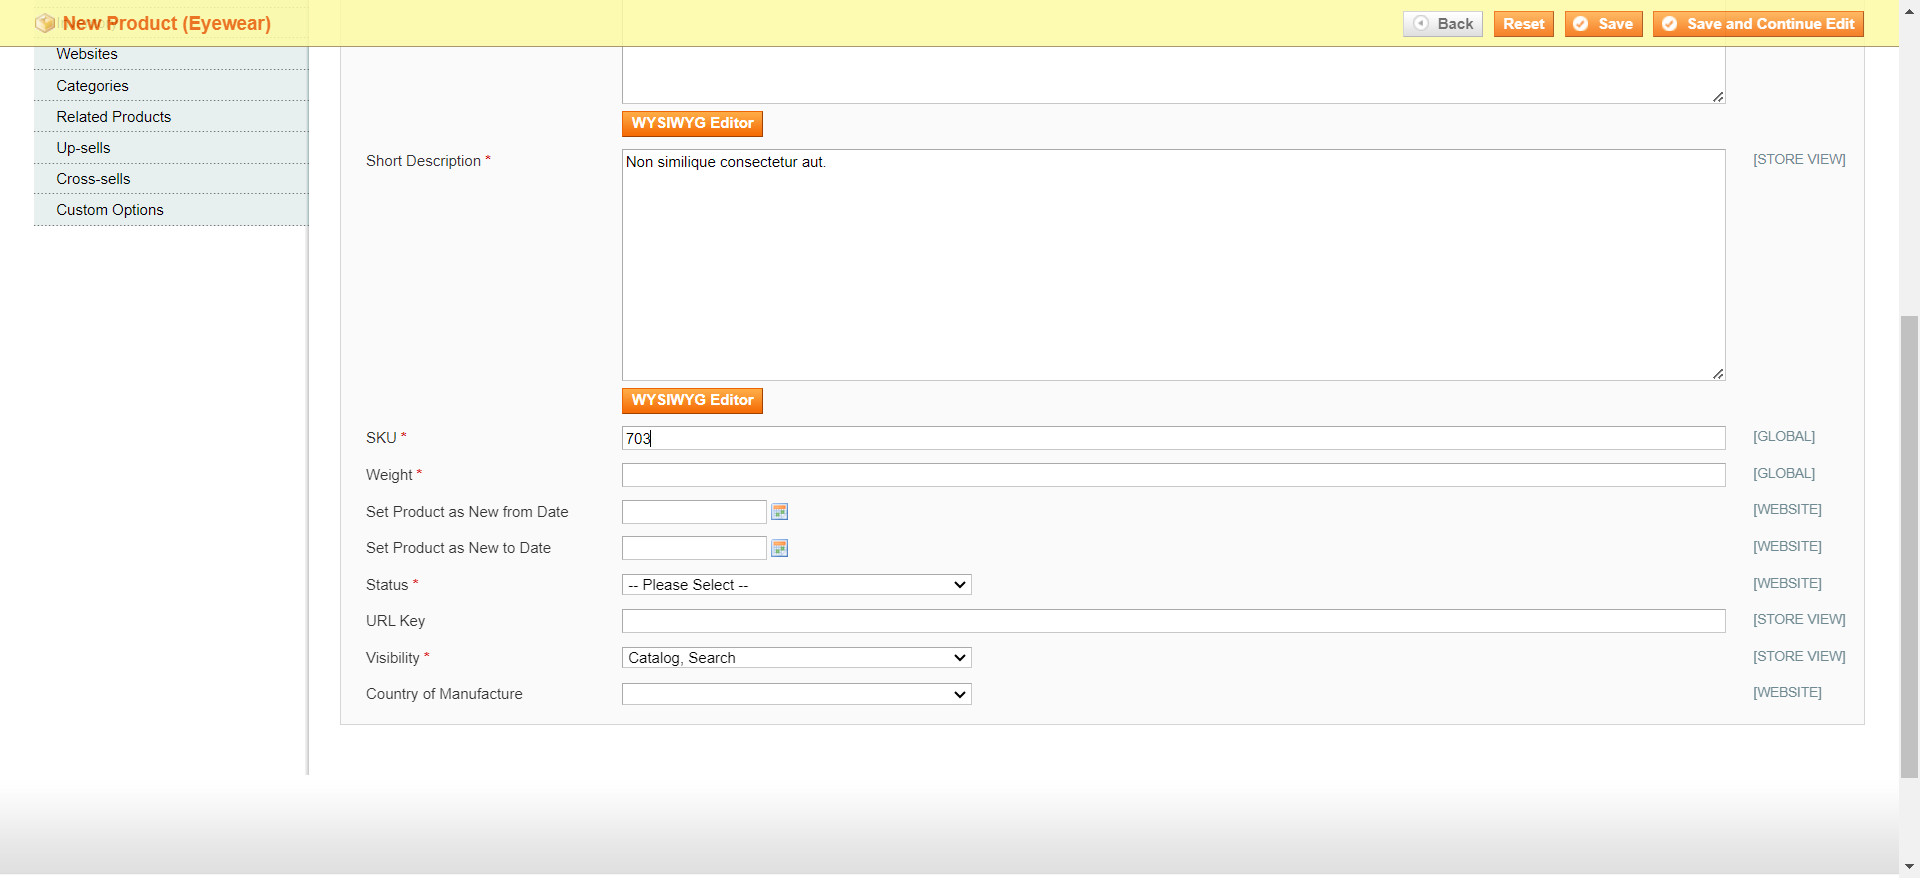 New Product (Eyewear)
Back
Reset
Save
Save and Continue Edit
Websites
Categories
Related Products
Up-sells
Cross-sells
Custom Options
WYSIWYG Editor
Short Description *
Non similique consectetur aut.
[STORE VIEW]
WYSIWYG Editor
SKU *
703
[GLOBAL]
Weight *
[GLOBAL]
Set Product as New from Date
[WEBSITE]
Set Product as New to Date
[WEBSITE]
Status *
-- Please Select --
[WEBSITE]
URL Key
[STORE VIEW]
Visibility *
Catalog, Search
[STORE VIEW]
Country of Manufacture
[WEBSITE]